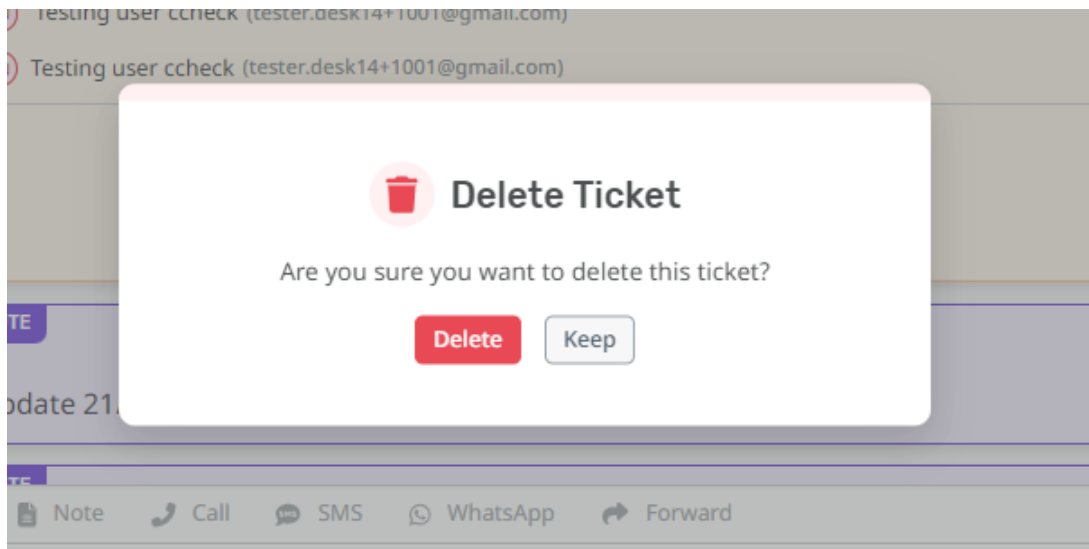 Testing user ccheck (tester.desk14+1001@gmail.com)
Testing user ccheck (tester.desk14+1001@gmail.com)
Delete Ticket
Are you sure you want to delete this ticket?
Delete Keep
TE
21
TE
Note Call SMS WhatsApp Forward